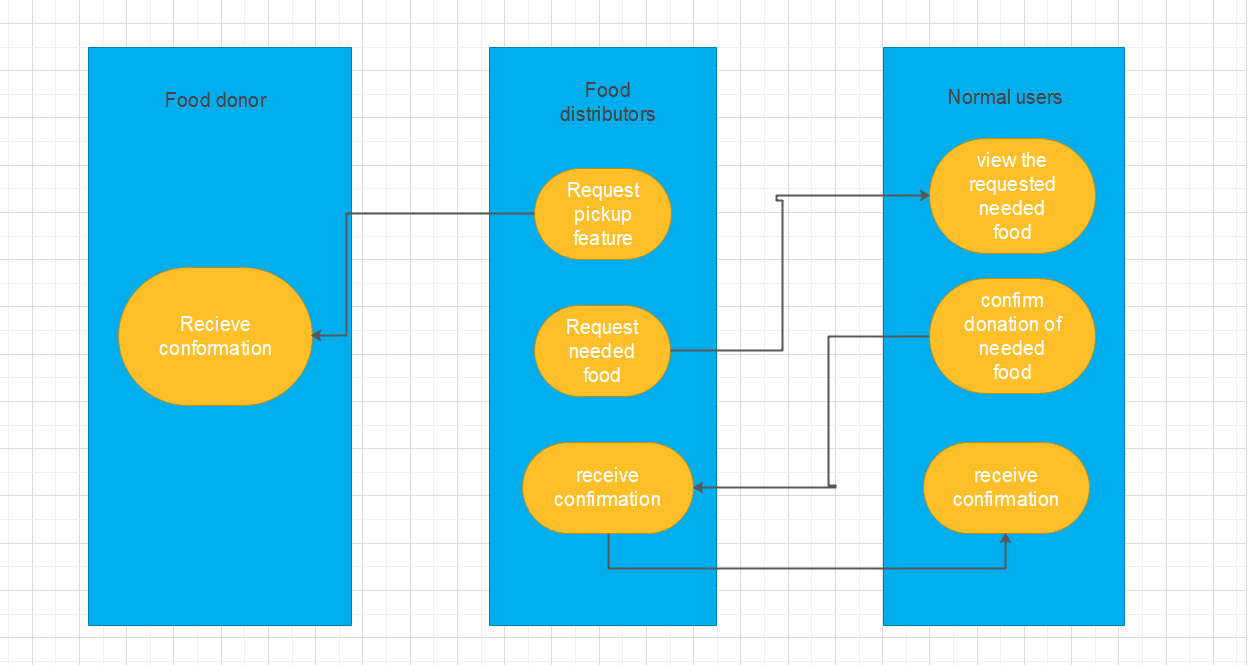 Food donor
Recieve
conformation
Food
distributors
Request
pickup
feature
Request
needed
food
receive
confirmation
Normal users
view the
requested
needed
food
confirm
donation of
needed
food
receive
confirmation